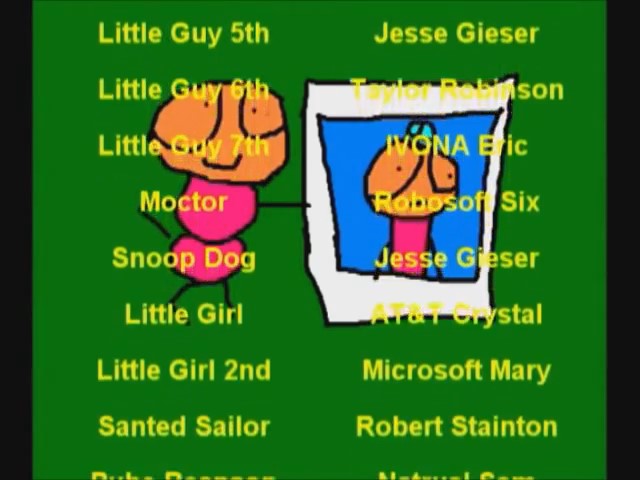 Little Guy 5th Jesse Gieser
Little Guy 6th Taylor Robinson
Little Guy 7th IVONA Eric
Moctor Robosoft Six
Snoop Dog Jesse Gieser
Little Girl AT&T Crystal
Little Girl 2nd Microsoft Mary
Santed Sailor Robert Stainton